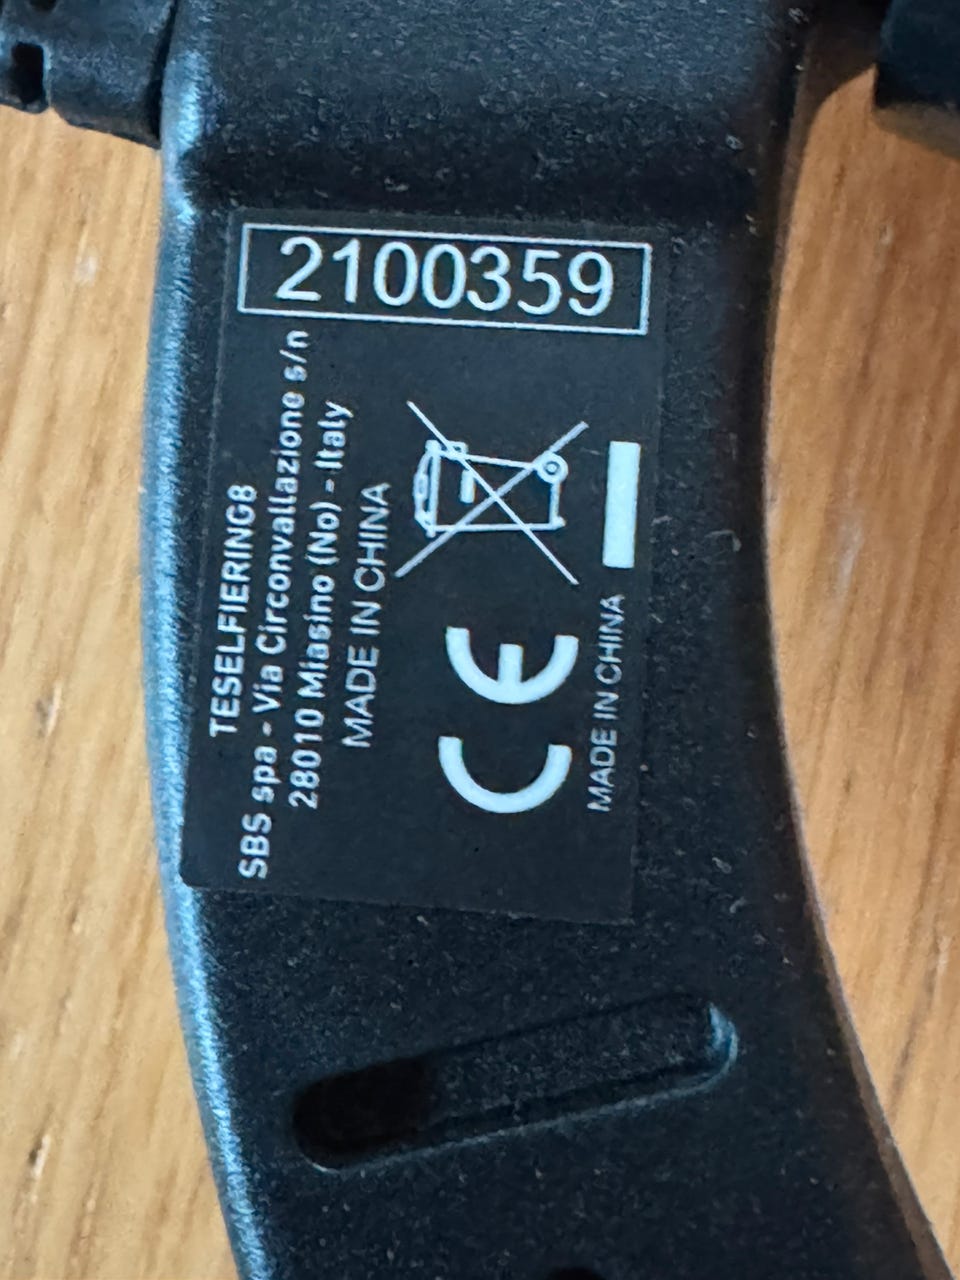 2100359
TESELFIERING8
SBS spa - Via Circonvallazione s/n
28010 Miasino (No) - Italy
MADE IN CHINA
CE
MADE IN CHINA